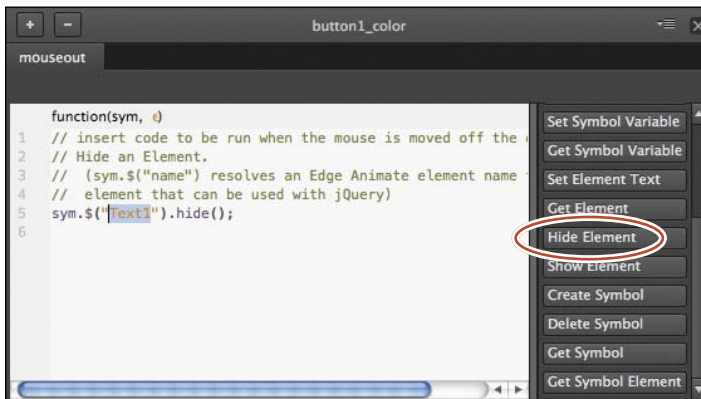 + - button1_color
mouseout
function(sym, e)
1 // insert code to be run when the mouse is moved off the
2 // Hide an Element.
3 // (sym.$("name") resolves an Edge Animate element name
4 // element that can be used with jQuery)
5 sym.$("Text1").hide();
6
Set Symbol Variable
Get Symbol Variable
Set Element Text
Get Element
Hide Element
Show Element
Create Symbol
Delete Symbol
Get Symbol
Get Symbol Element